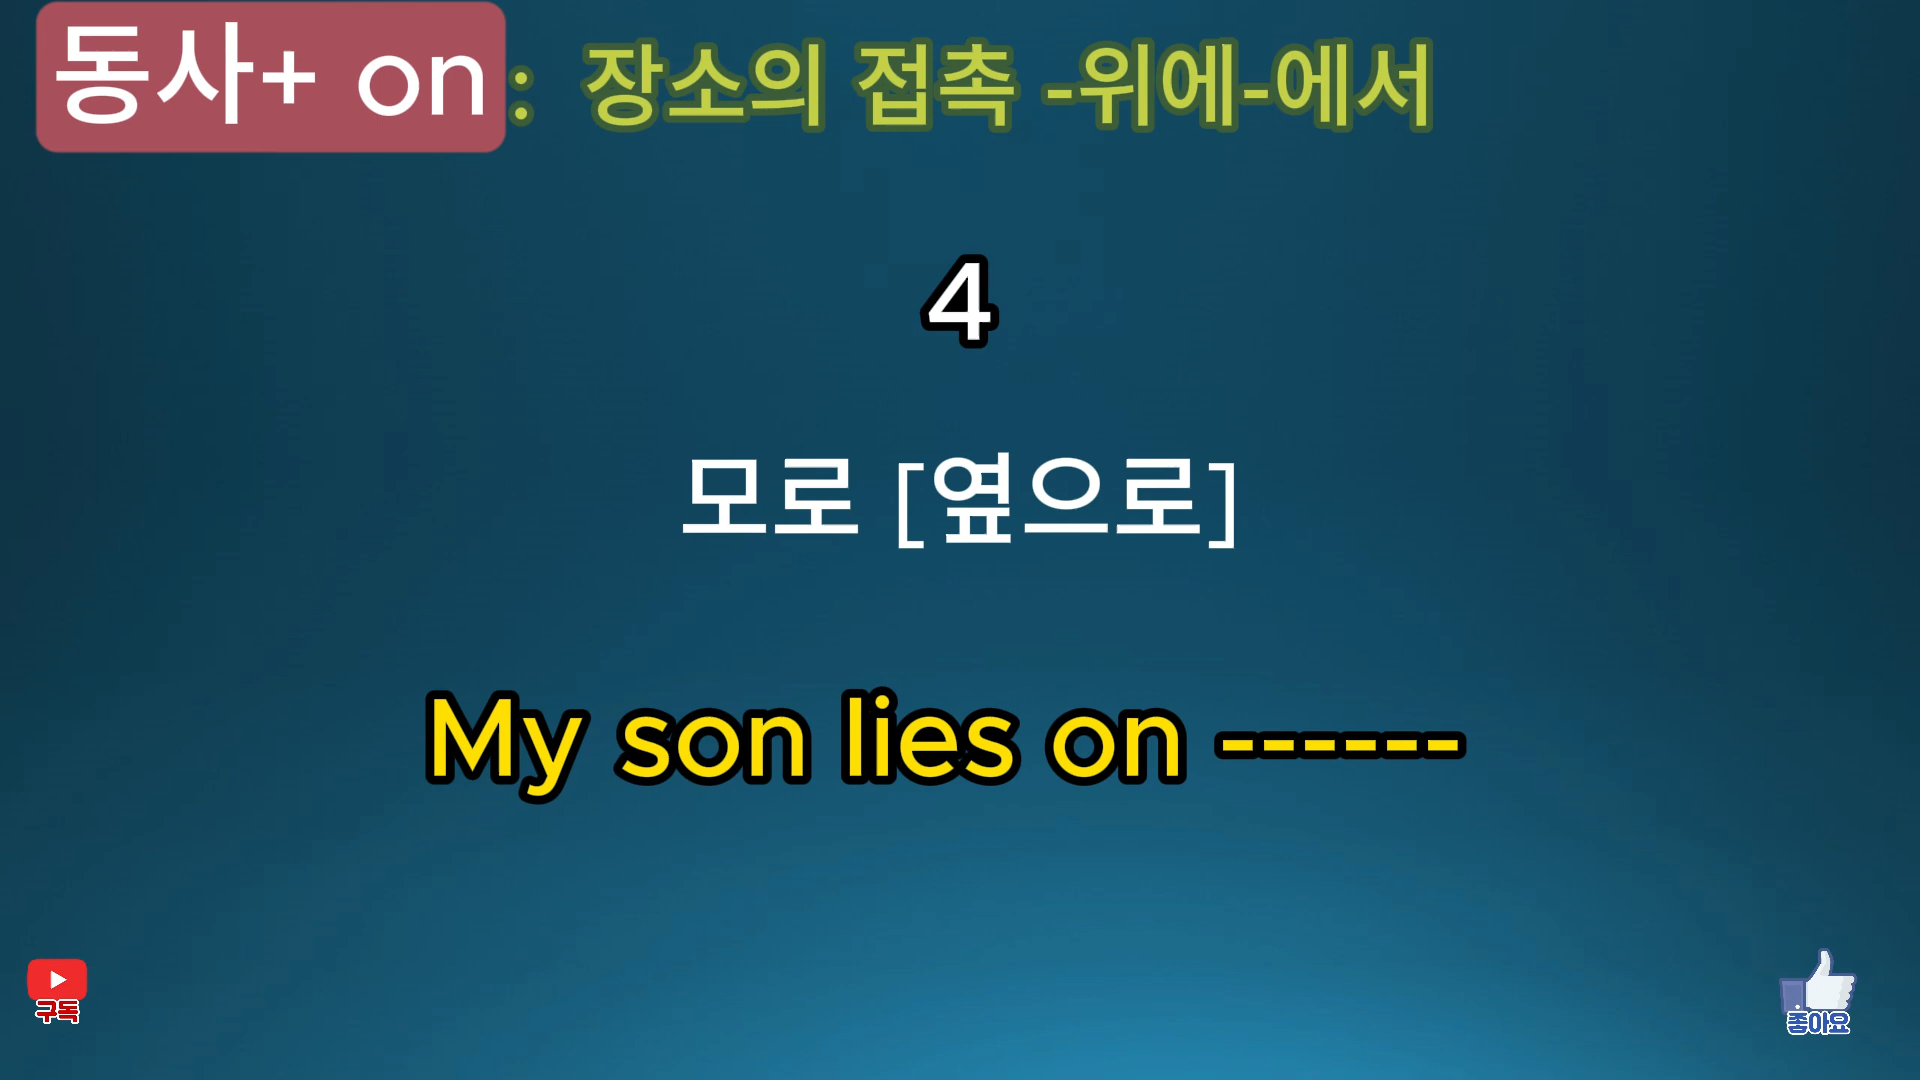 동사+ on : 장소의 접촉 -위에-에서
4
모로 [옆으로]
My son lies on ------
구독
좋아요